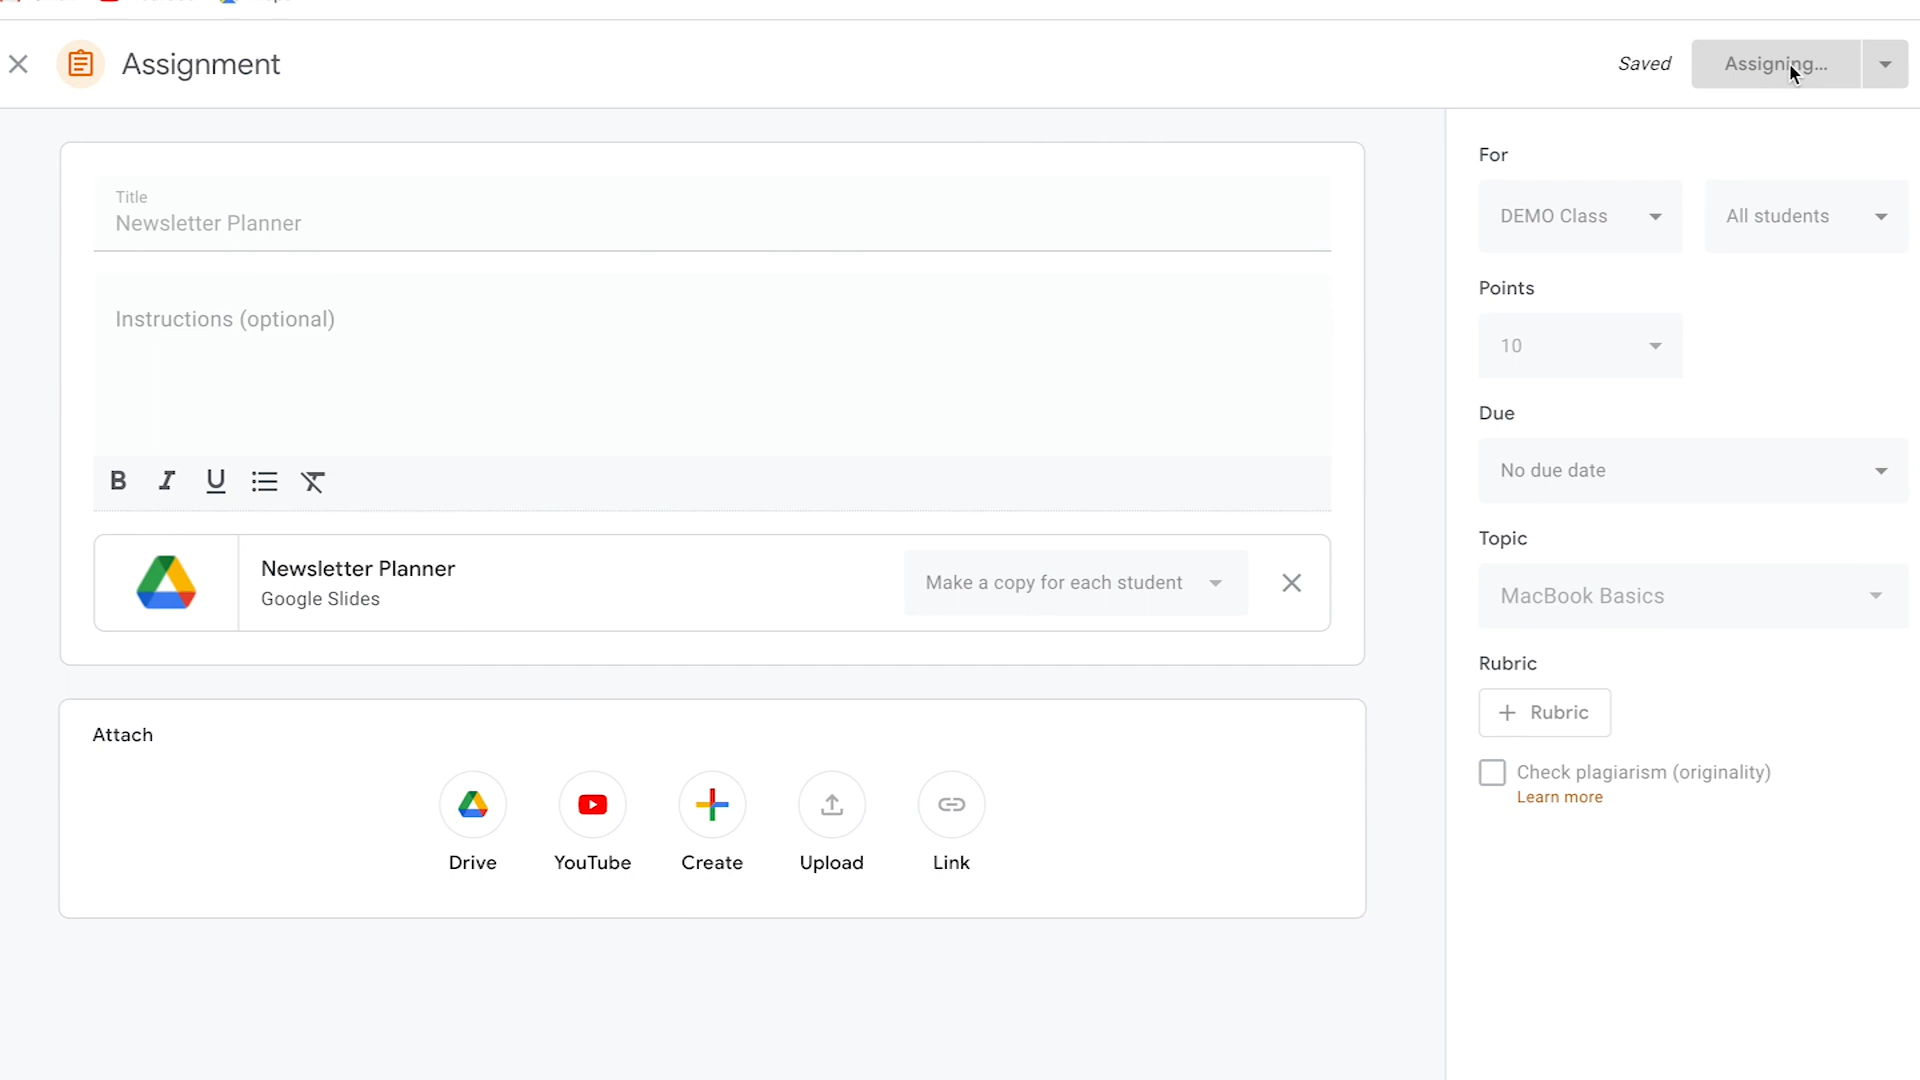 Assignment
Saved
Assigning...
Title
Newsletter Planner
Instructions (optional)
B I U
Newsletter Planner
Google Slides
Make a copy for each student
Attach
Drive
YouTube
Create
Upload
Link
For
DEMO Class
All students
Points
10
Due
No due date
Topic
MacBook Basics
Rubric
+ Rubric
Check plagiarism (originality)
Learn more